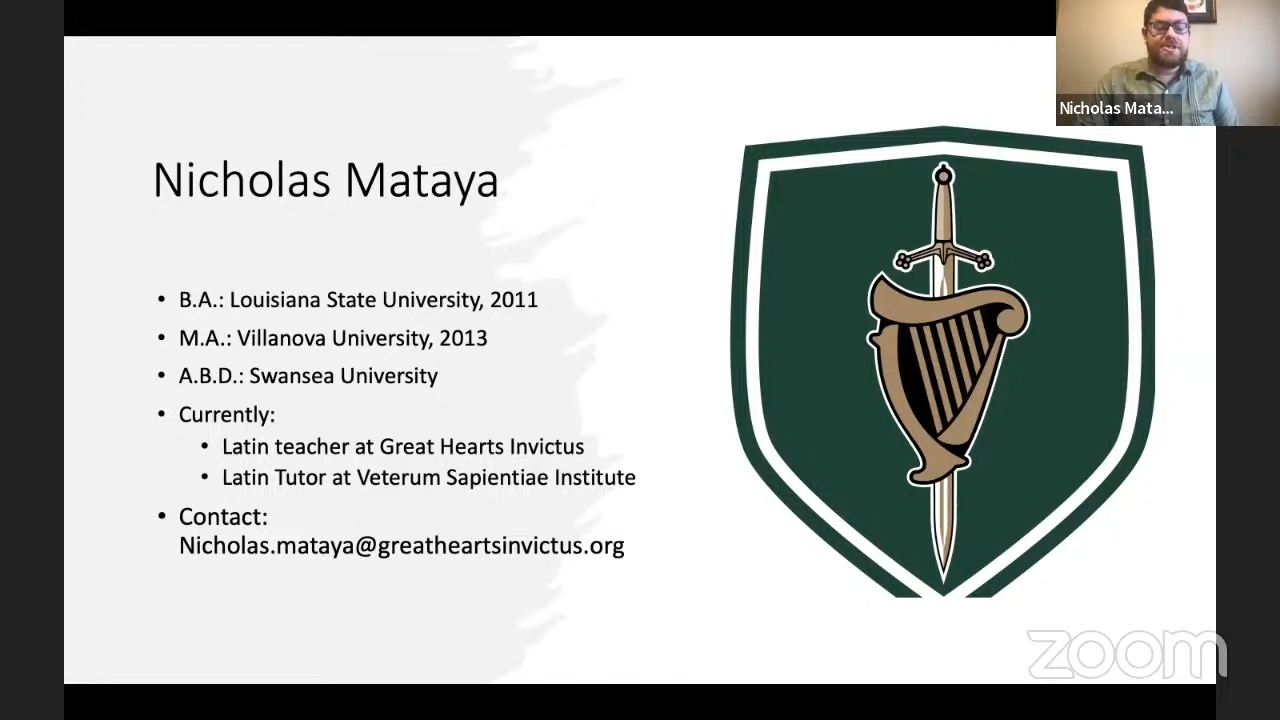 Nicholas Mata...
Nicholas Mataya
• B.A.: Louisiana State University, 2011
• M.A.: Villanova University, 2013
• A.B.D.: Swansea University
• Currently:
• Latin teacher at Great Hearts Invictus
• Latin Tutor at Veterum Sapientiae Institute
• Contact:
Nicholas.mataya@greatheartsinvictus.org
zoom